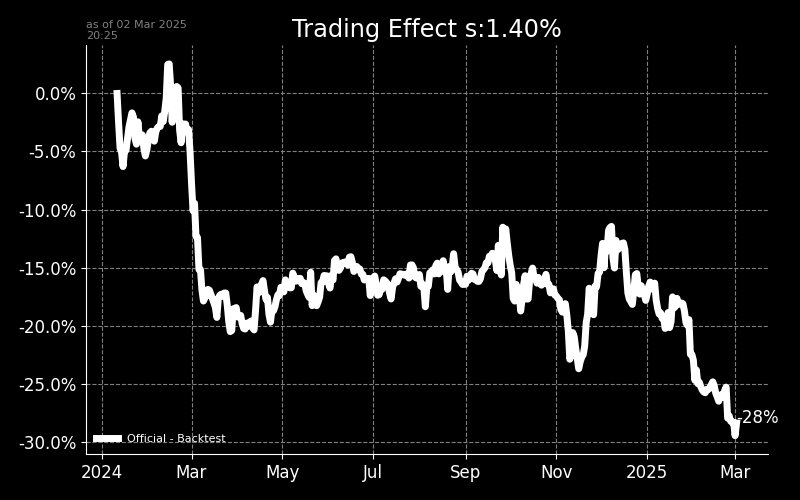 as of 02 Mar 2025
20:25
Trading Effect s:1.40%
0.0%
-5.0%
-10.0%
-15.0%
-20.0%
-25.0%
-30.0%
-28%
Official - Backtest
2024 Mar May Jul Sep Nov 2025 Mar